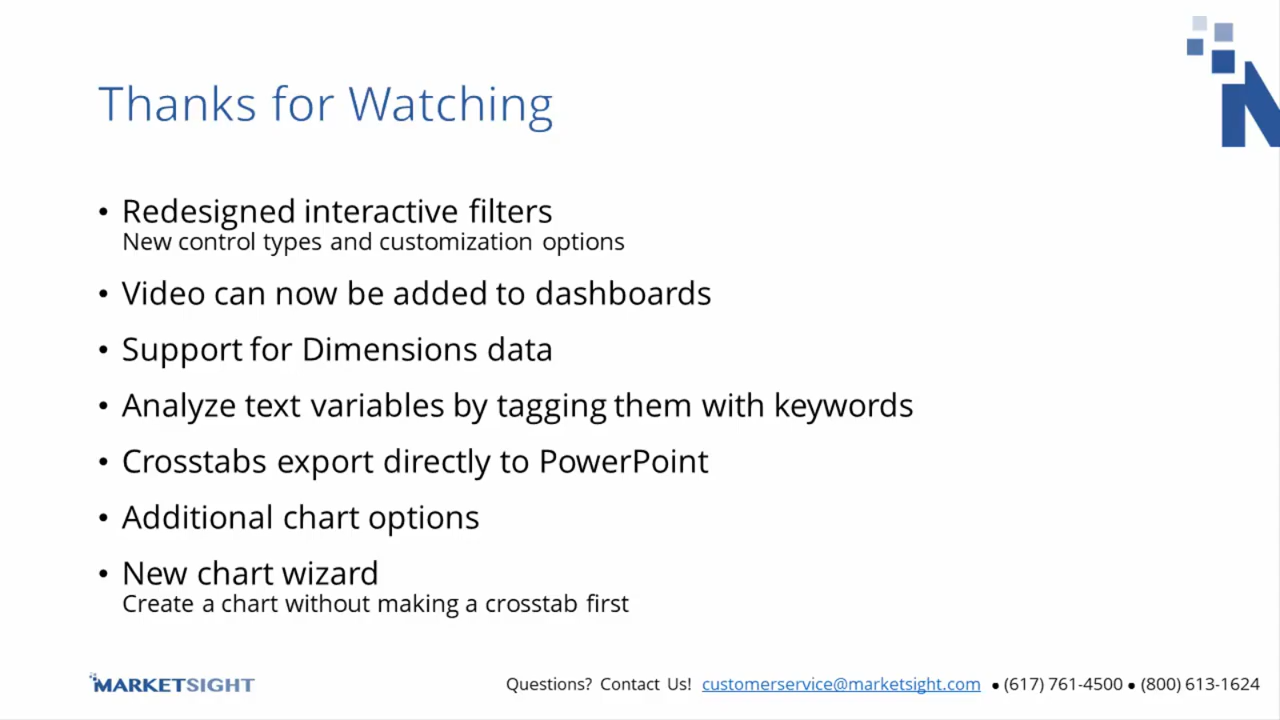 Thanks for Watching
• Redesigned interactive filters
New control types and customization options
• Video can now be added to dashboards
• Support for Dimensions data
• Analyze text variables by tagging them with keywords
• Crosstabs export directly to PowerPoint
• Additional chart options
• New chart wizard
Create a chart without making a crosstab first
MARKETSIGHT Questions? Contact Us! customerservice@marketsight.com • (617) 761-4500 • (800) 613-1624